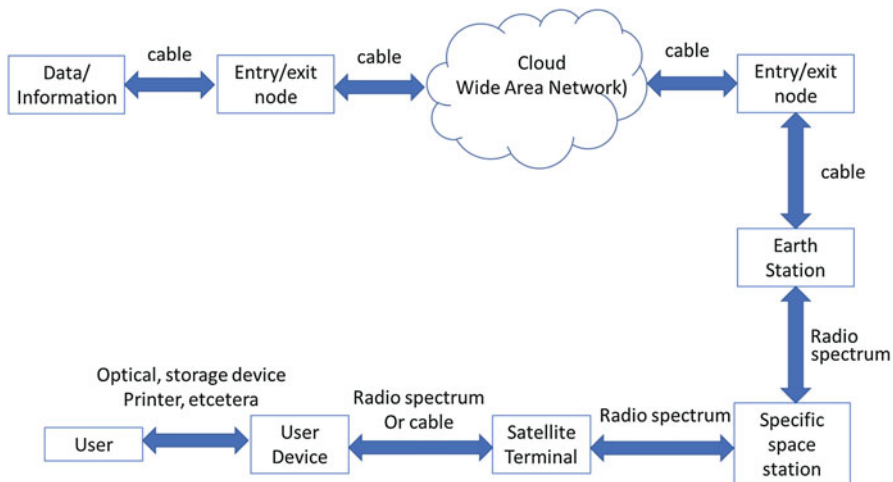 cable
Data/
Information
Entry/exit
node
cable
Cloud
Wide Area Network)
cable
Entry/exit
node
cable
Earth
Station
Radio
spectrum
Specific
space
station
Radio spectrum
Satellite
Terminal
Radio spectrum
Or cable
User
Device
Optical, storage device
Printer, etcetera
User